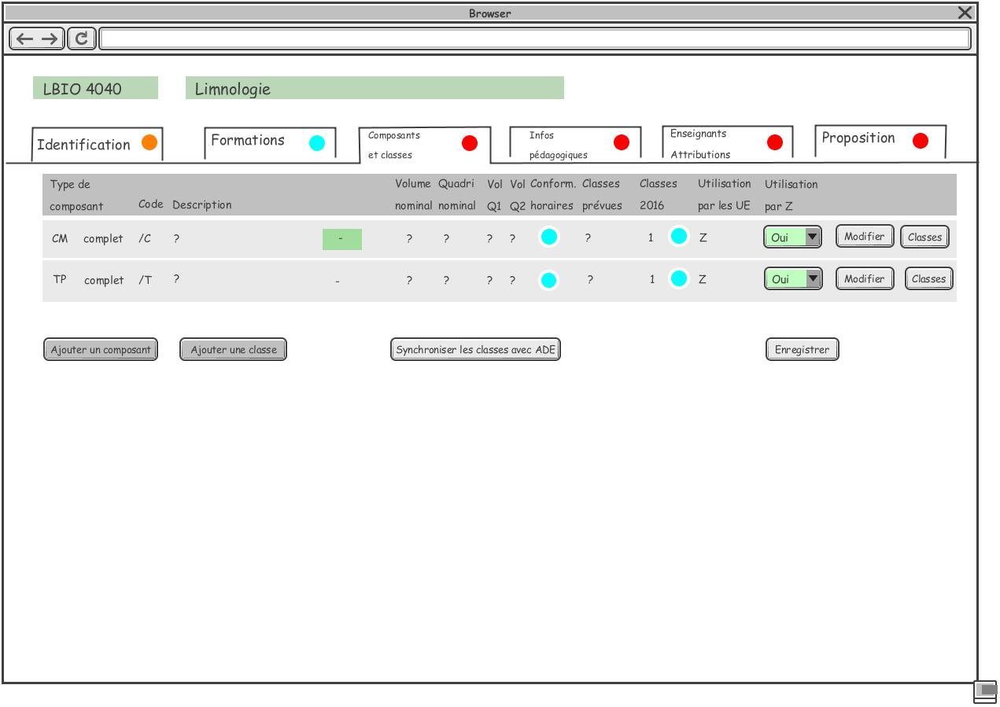 Browser
LBIO 4040 Limnologie
Identification Formations Composants et classes Infos pédagogiques Enseignants Attributions Proposition
Type de composant Code Description Volume nominal Quadri nominal Vol Q1 Vol Q2 Conform. horaires Classes prévues Classes 2016 Utilisation par les UE Utilisation par Z
CM complet /C ? - ? ? ? ? ? 1 Z Oui Modifier Classes
TP complet /T ? - ? ? ? ? ? 1 Z Oui Modifier Classes
Ajouter un composant Ajouter une classe Synchroniser les classes avec ADE Enregistrer